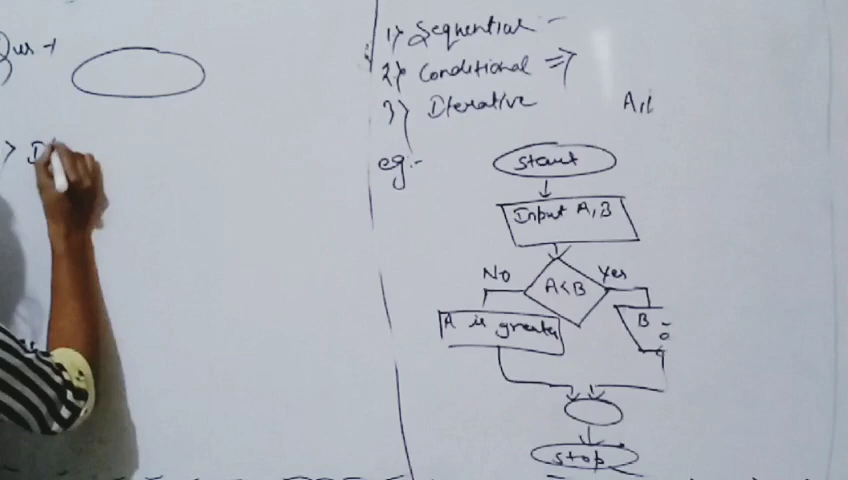 1) Sequential -
2) Conditional =>
3) Iterative
A,
eg:-
start
Input A,B
No
Yes
A<B
A is greater
B
stop